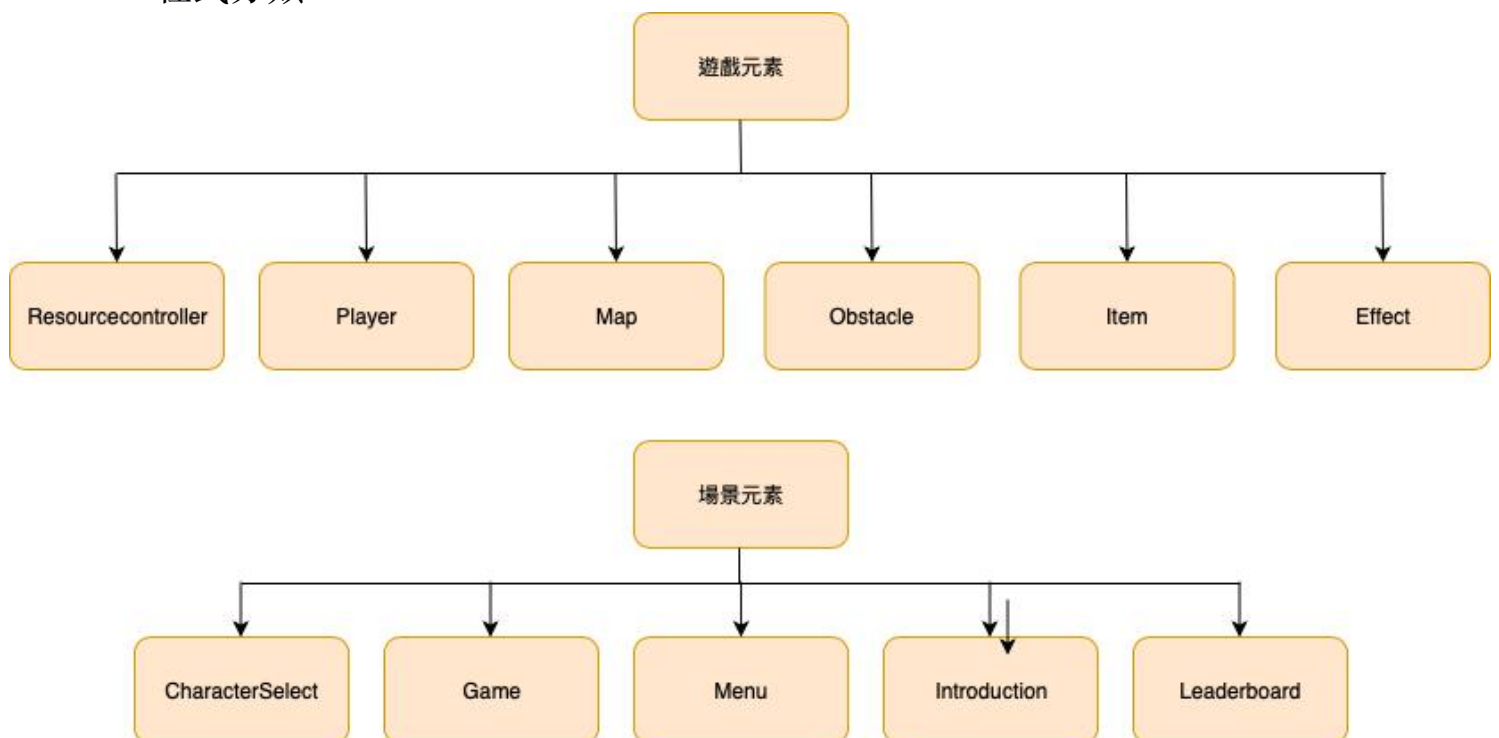 遊戲元素
Resourcecontroller
Player
Map
Obstacle
Item
Effect
場景元素
CharacterSelect
Game
Menu
Introduction
Leaderboard